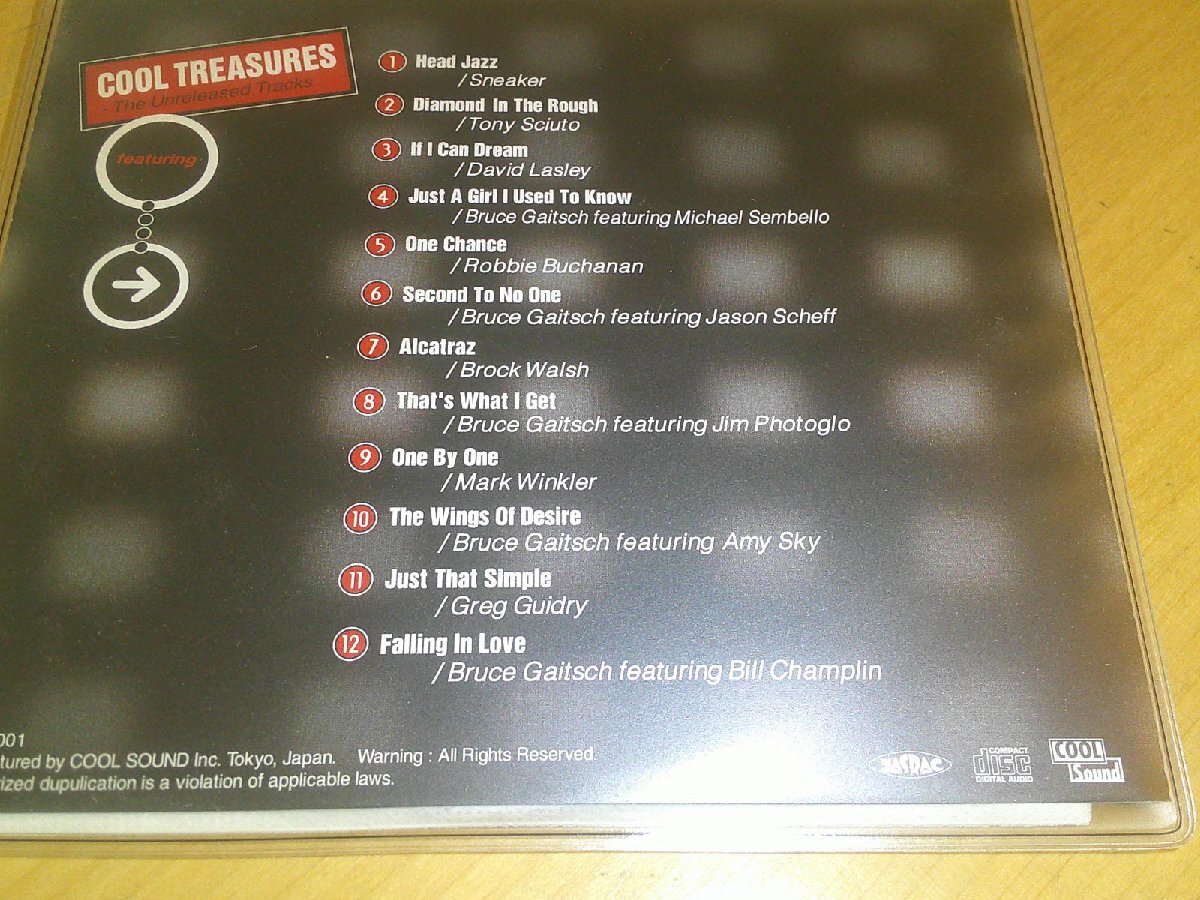 COOL TREASURES
- The Unreleased Tracks
featuring
1 Head Jazz
/Sneaker
2 Diamond In The Rough
/Tony Sciuto
3 If I Can Dream
/David Lasley
4 Just A Girl I Used To Know
/Bruce Gaitsch featuring Michael Sembello
5 One Chance
/Robbie Buchanan
6 Second To No One
/Bruce Gaitsch featuring Jason Scheff
7 Alcatraz
/Brock Walsh
8 That's What I Get
/Bruce Gaitsch featuring Jim Photoglo
9 One By One
/Mark Winkler
10 The Wings Of Desire
/Bruce Gaitsch featuring Amy Sky
11 Just That Simple
/Greg Guidry
12 Falling In Love
/Bruce Gaitsch featuring Bill Champlin
001
tured by COOL SOUND Inc. Tokyo, Japan. Warning : All Rights Reserved.
rized dupulication is a violation of applicable laws.
JASRAC
COMPACT
disc
DIGITAL AUDIO
COOL
Sound